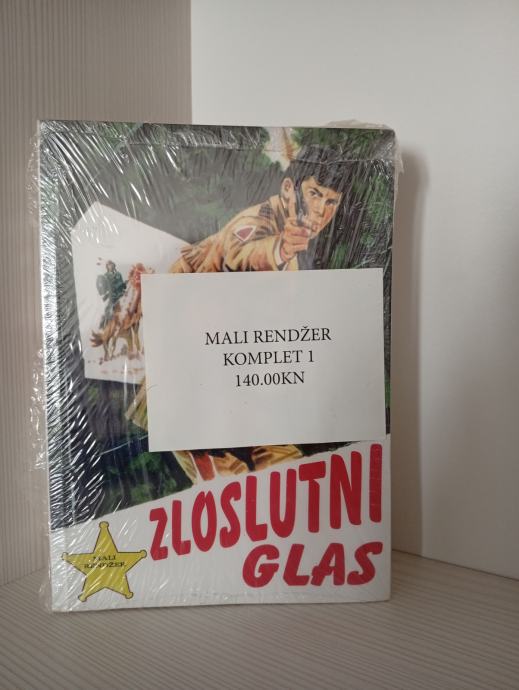 MALI RENDŽER
KOMPLET 1
140.00KN
ZLOSLUTNI
GLAS
MALI
RENDŽER